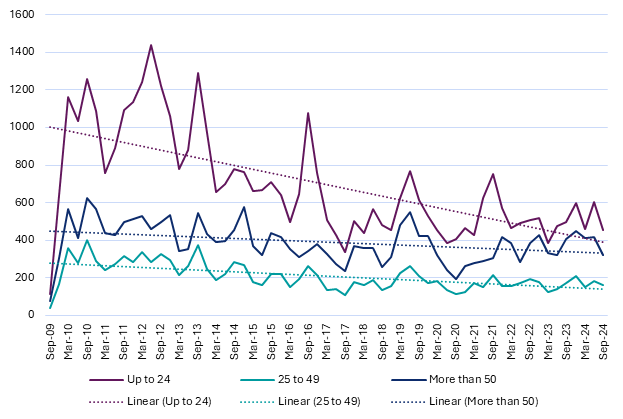 1600
1400
1200
1000
800
600
400
200
0
Sep-09
Mar-10
Sep-10
Mar-11
Sep-11
Mar-12
Sep-12
Mar-13
Sep-13
Mar-14
Sep-14
Mar-15
Sep-15
Mar-16
Sep-16
Mar-17
Sep-17
Mar-18
Sep-18
Mar-19
Sep-19
Mar-20
Sep-20
Mar-21
Sep-21
Mar-22
Sep-22
Mar-23
Sep-23
Mar-24
Sep-24
Up to 24 25 to 49 More than 50
Linear (Up to 24) Linear (25 to 49) Linear (More than 50)